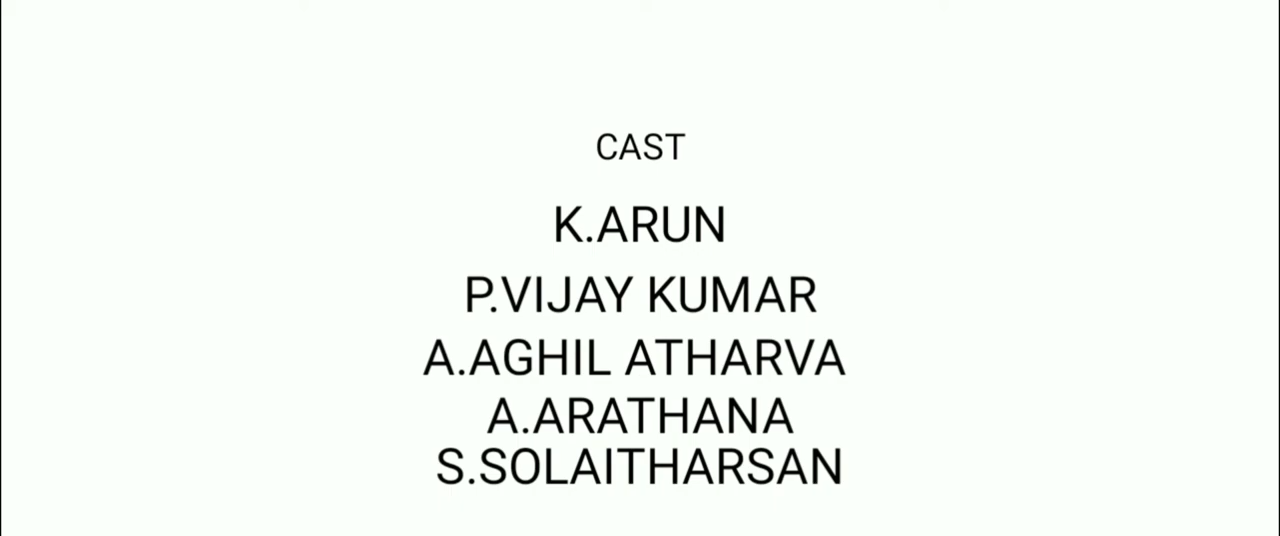 CAST
K.ARUN
P.VIJAY KUMAR
A.AGHIL ATHARVA
A.ARATHANA
S.SOLAITHARSAN